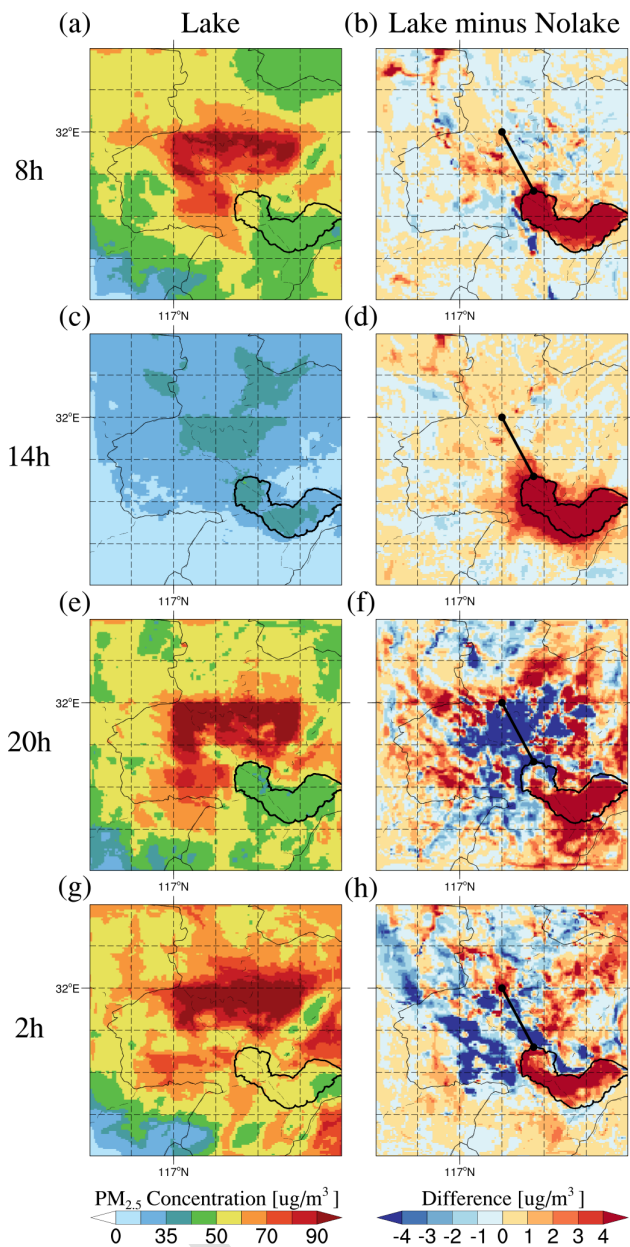 Lake
Lake minus Nolake
(a)
(b)
32°E
8h
117°N
117°N
(c)
(d)
32°E
14h
117°N
117°N
(e)
(f)
32°E
20h
117°N
117°N
(g)
(h)
32°E
2h
117°N
117°N
PM2.5 Concentration [ug/m3]
Difference [ug/m3]
0 35 50 70 90
-4 -3 -2 -1 0 1 2 3 4